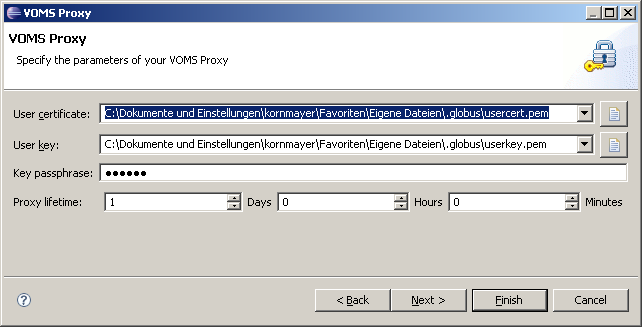 VOMS Proxy
VOMS Proxy
Specify the parameters of your VOMS Proxy
User certificate: C:\Dokumente und Einstellungen\kornmayer\Favoriten\Eigene Dateien\.globus\usercert.pem
User key: C:\Dokumente und Einstellungen\kornmayer\Favoriten\Eigene Dateien\.globus\userkey.pem
Key passphrase: ●●●●●●
Proxy lifetime: 1 Days 0 Hours 0 Minutes
? < Back Next > Finish Cancel